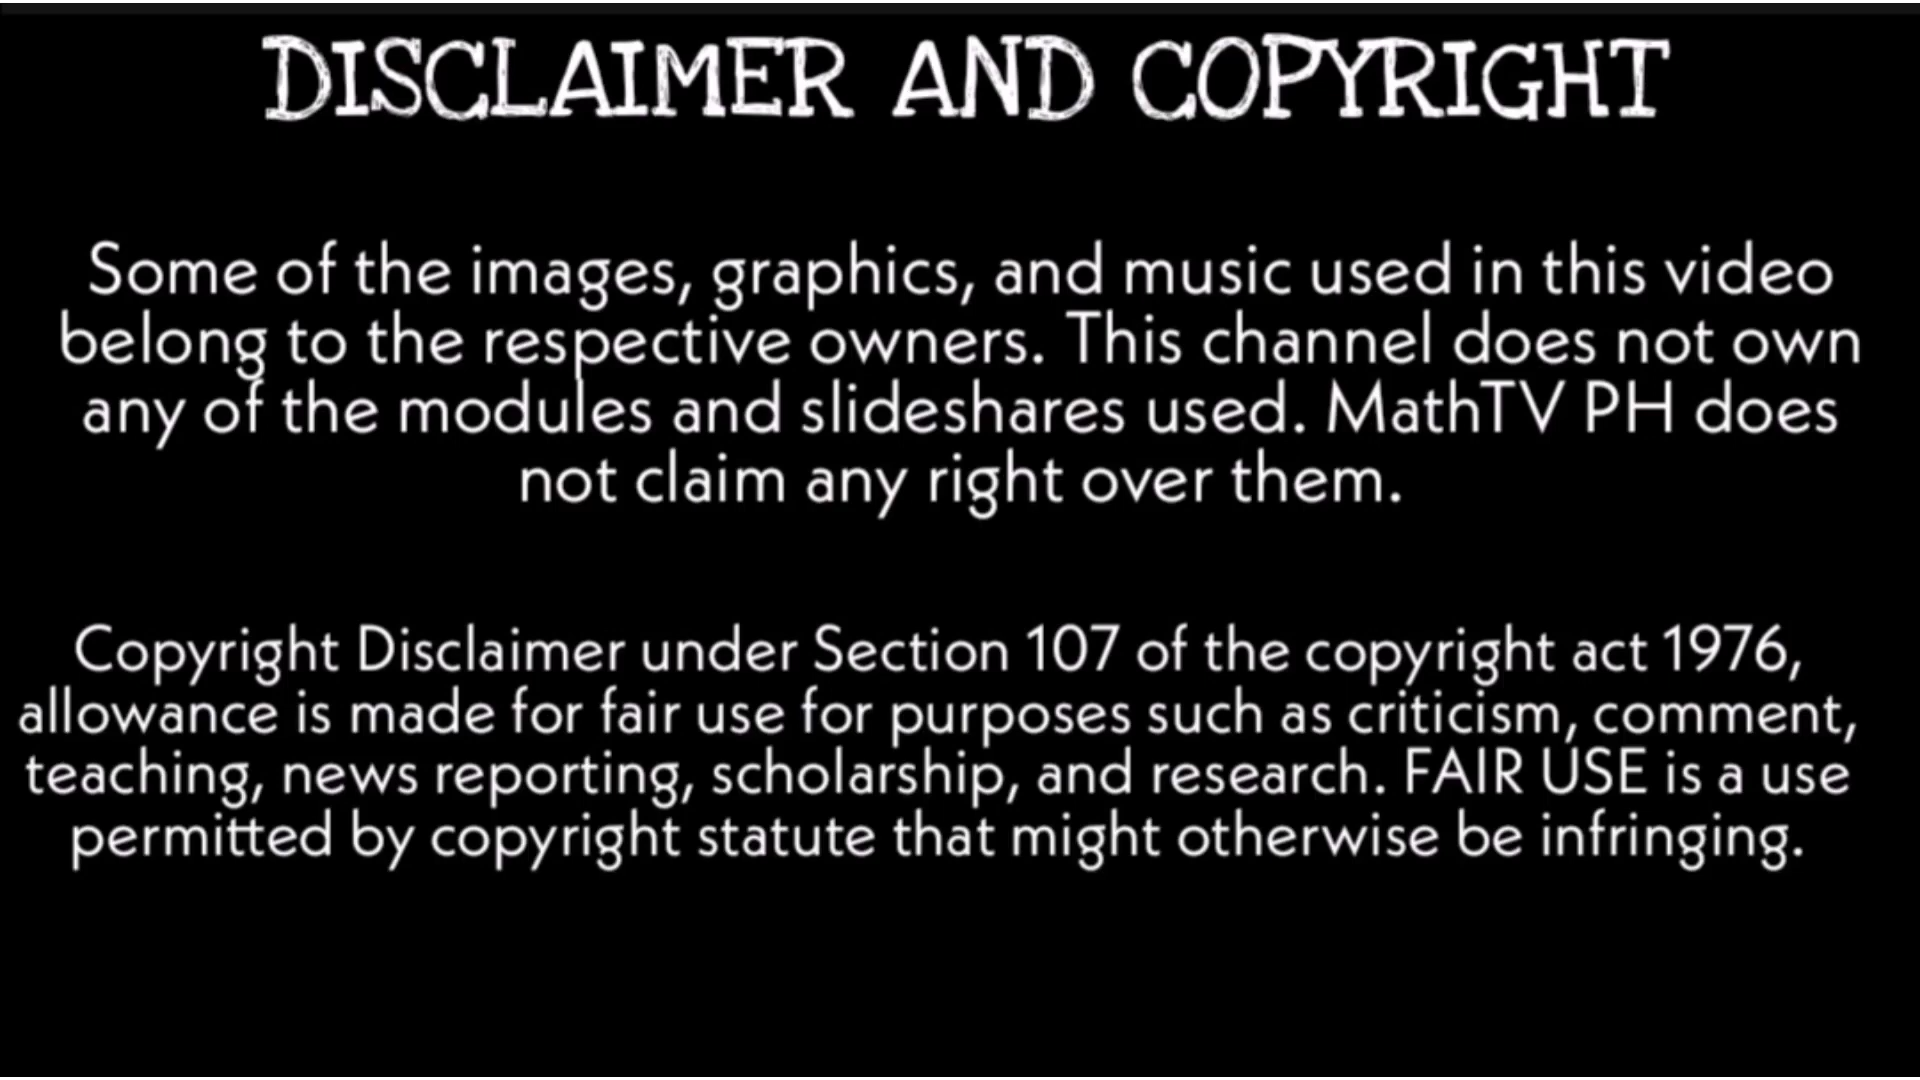 DISCLAIMER AND COPYRIGHT
Some of the images, graphics, and music used in this video
belong to the respective owners. This channel does not own
any of the modules and slideshares used. MathTV PH does
not claim any right over them.
Copyright Disclaimer under Section 107 of the copyright act 1976,
allowance is made for fair use for purposes such as criticism, comment,
teaching, news reporting, scholarship, and research. FAIR USE is a use
permitted by copyright statute that might otherwise be infringing.